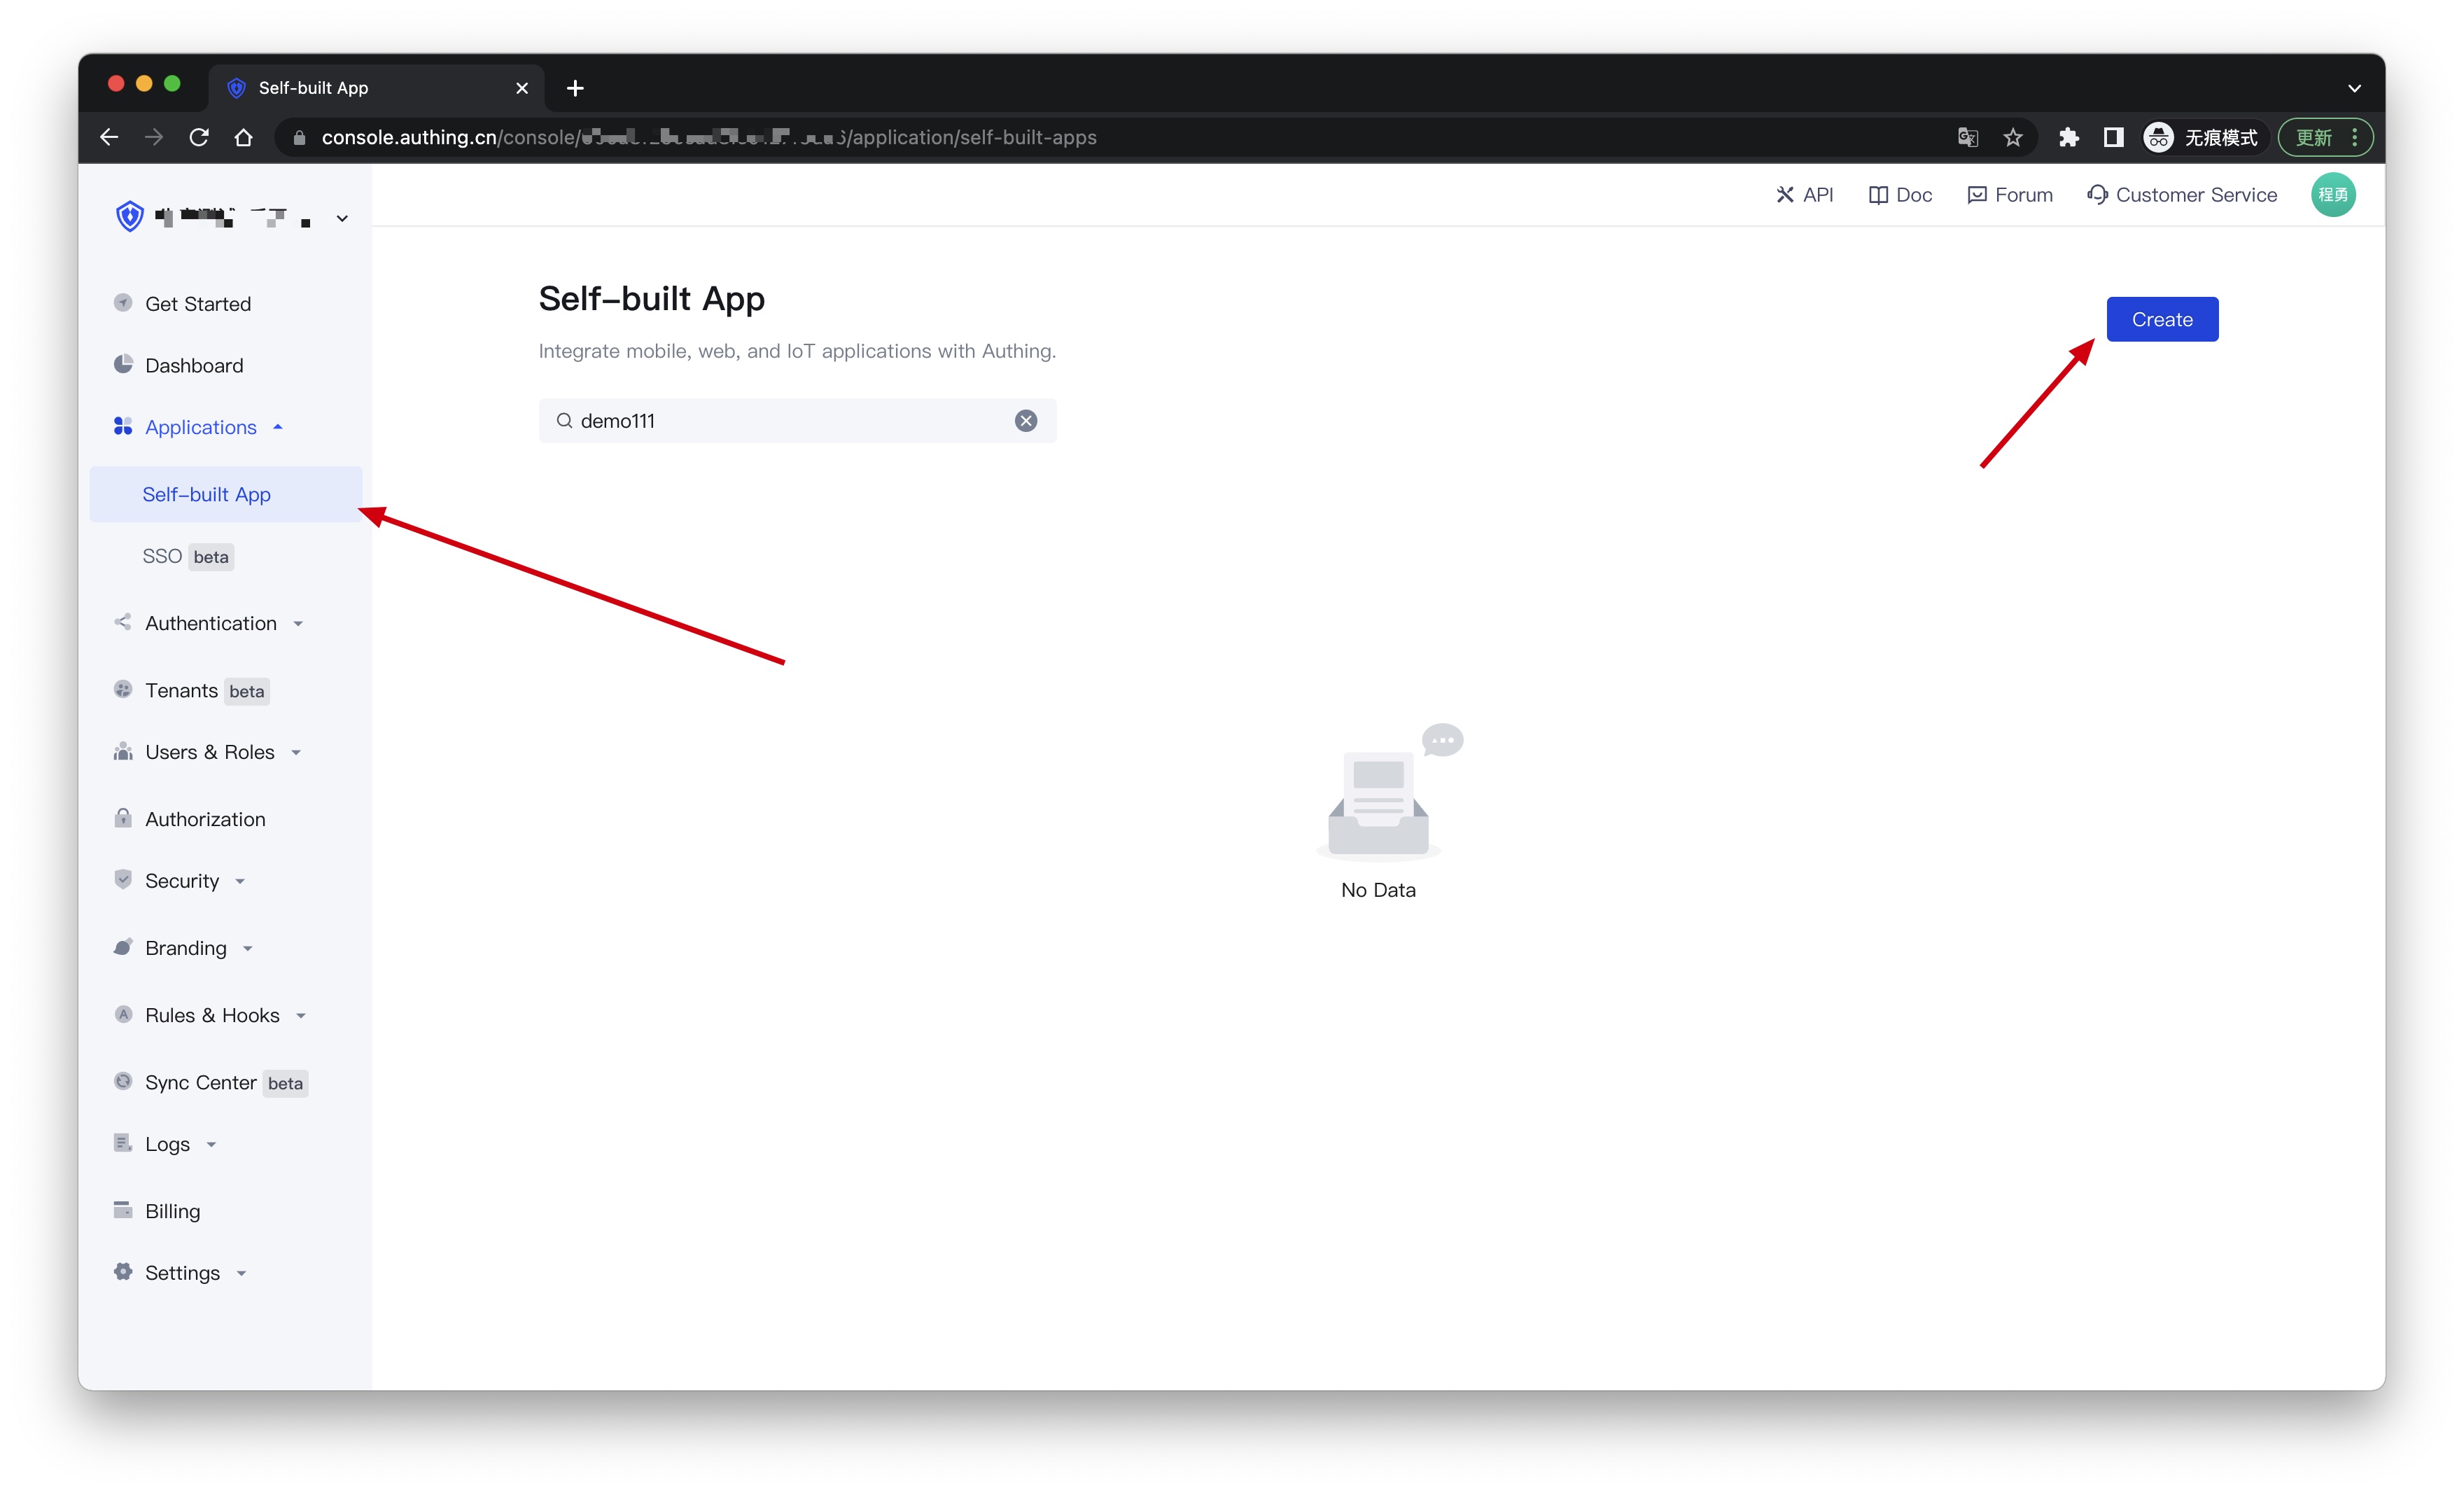 Self-built App
console.authing.cn/console/
/application/self-built-apps
无痕模式
更新
API
Doc
Forum
Customer Service
程勇
Get Started
Dashboard
Applications
Self-built App
SSO beta
Authentication
Tenants beta
Users & Roles
Authorization
Security
Branding
Rules & Hooks
Sync Center beta
Logs
Billing
Settings
Self-built App
Create
Integrate mobile, web, and IoT applications with Authing.
demo111
No Data